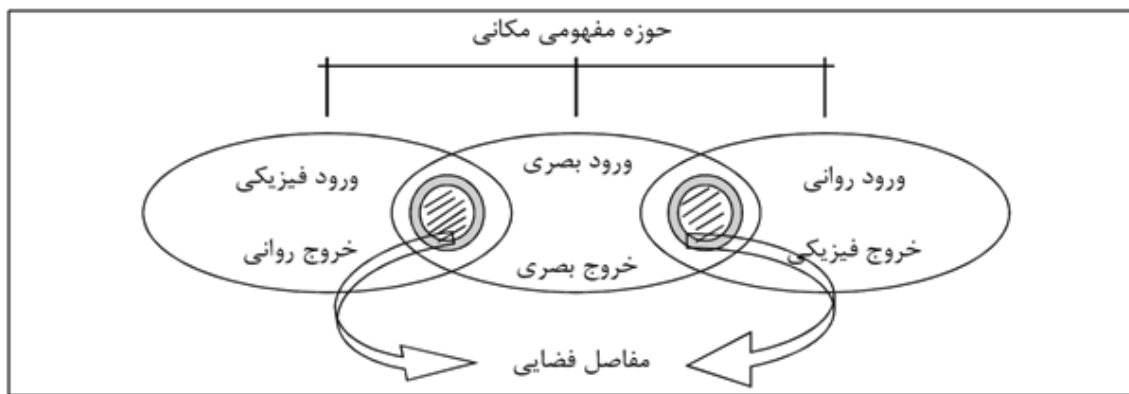 حوزه مفهومی مکانی
ورود روانی
ورود بصری
ورود فیزیکی
خروج فیزیکی
خروج بصری
خروج روانی
مفاصل فضایی